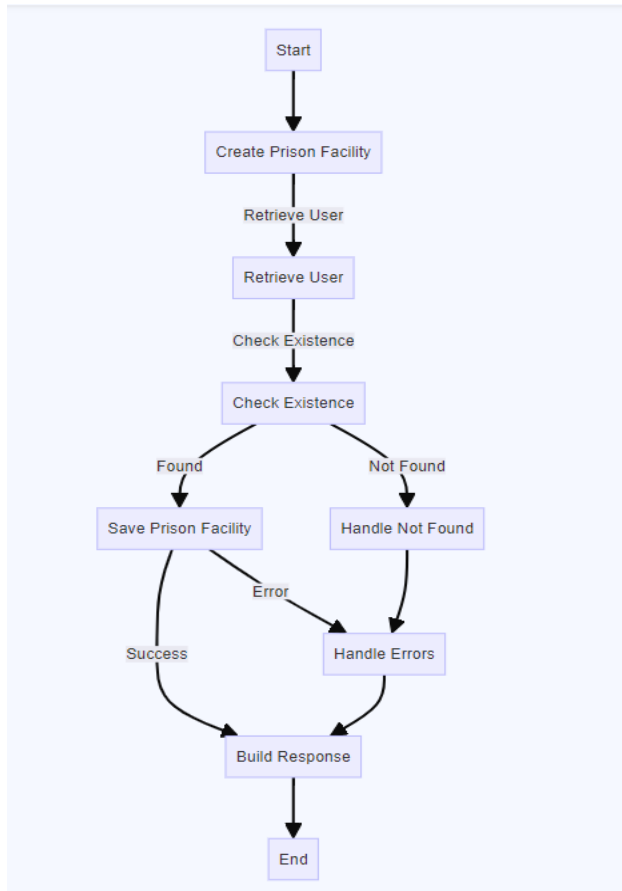 Start
Create Prison Facility
Retrieve User
Retrieve User
Check Existence
Check Existence
Found
Not Found
Save Prison Facility
Handle Not Found
Error
Success
Handle Errors
Build Response
End